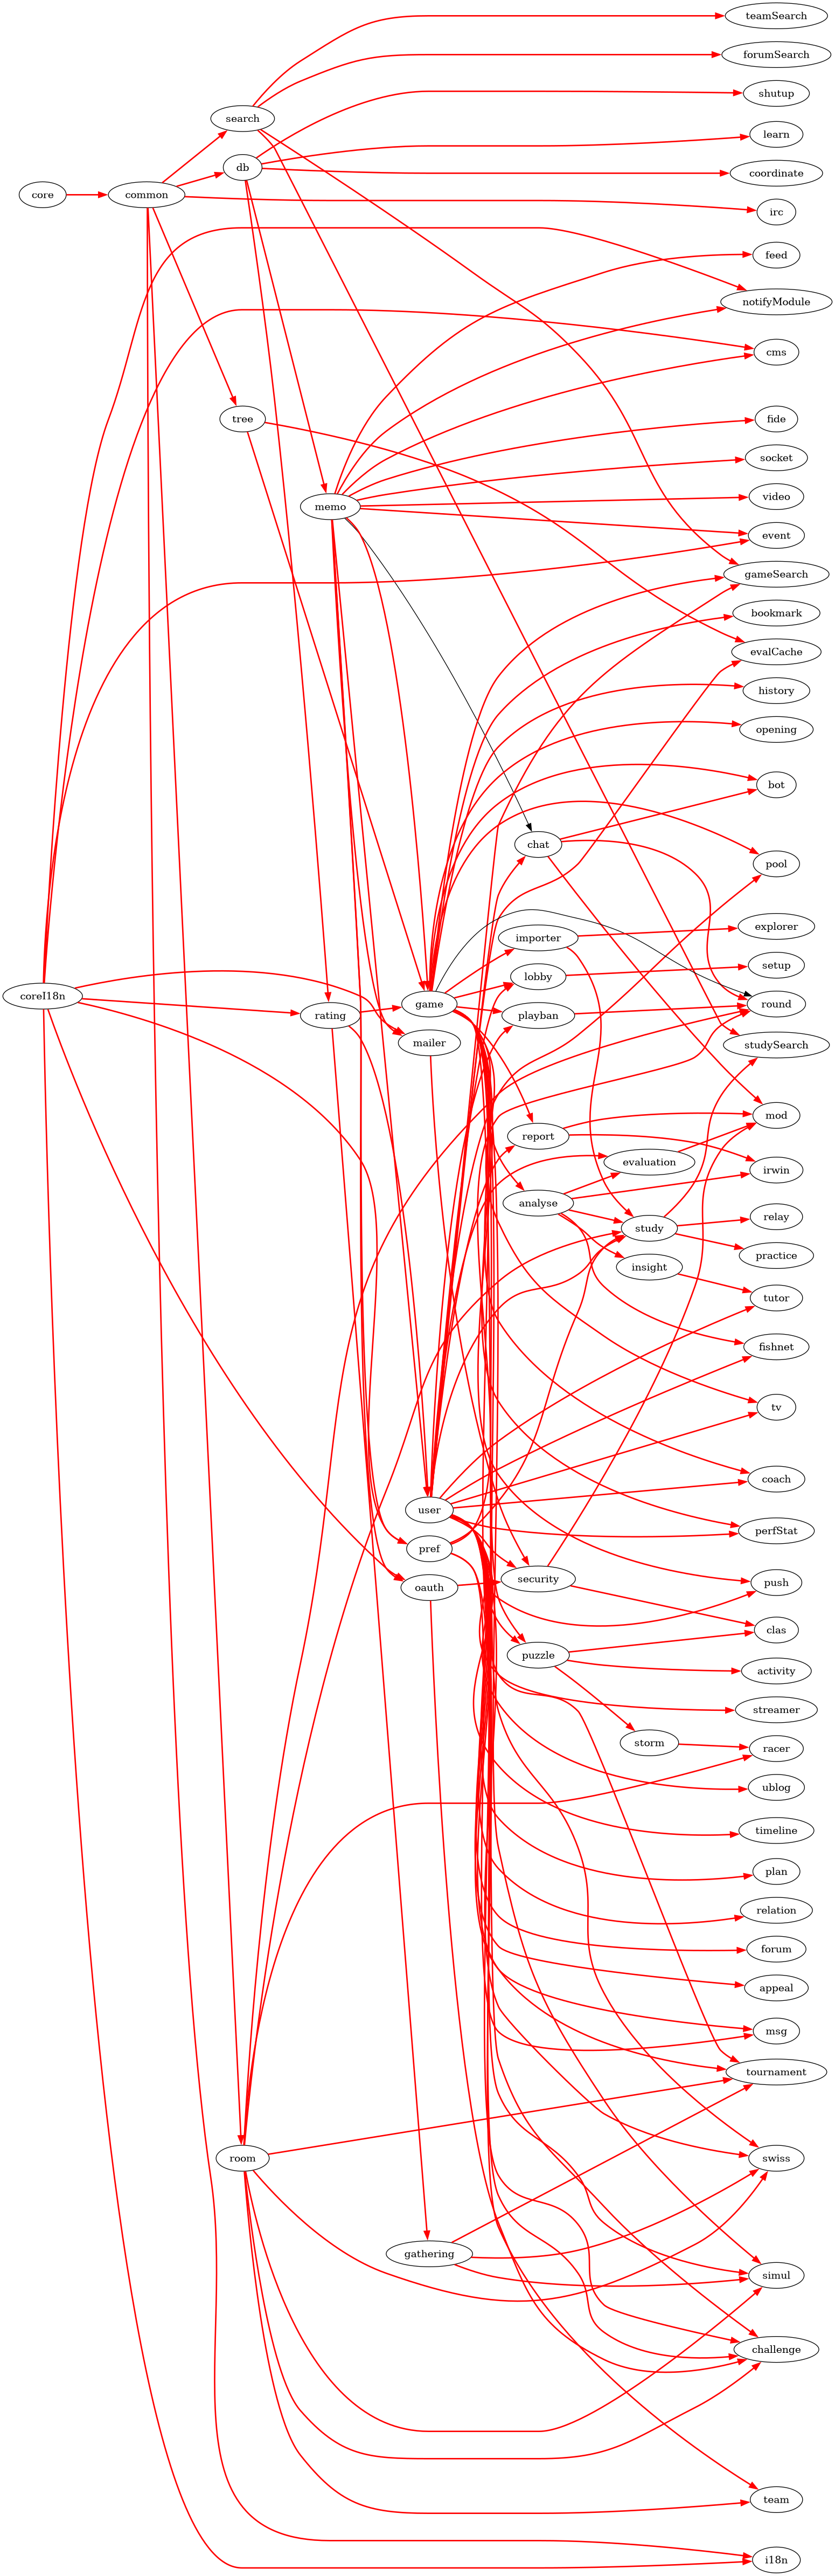 teamSearch
forumSearch
shutup
search
learn
db
coordinate
core
common
irc
feed
notifyModule
cms
tree
fide
socket
memo
video
event
gameSearch
bookmark
evalCache
history
opening
bot
chat
pool
explorer
importer
setup
lobby
coreI18n
game
round
rating
playban
mailer
studySearch
mod
report
evaluation
irwin
analyse
relay
study
practice
insight
tutor
fishnet
tv
coach
user
perfStat
pref
security
push
oauth
clas
puzzle
activity
streamer
storm
racer
ublog
timeline
plan
relation
forum
appeal
msg
tournament
room
swiss
gathering
simul
challenge
team
i18n